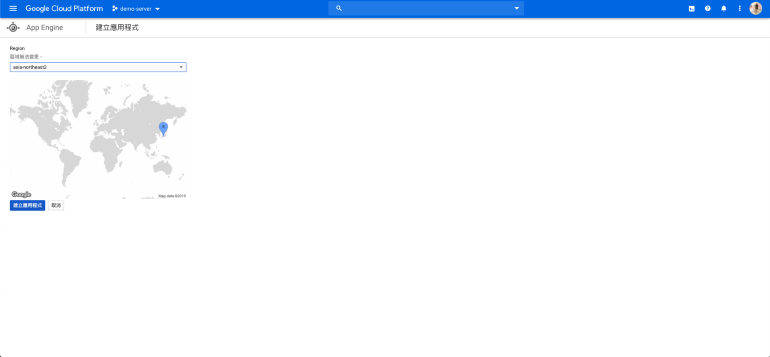 Google Cloud Platform
demo-server
App Engine
建立應用程式
Region
區域無法變更。
asia-northeast2
Google
Map data ©2019
建立應用程式
取消